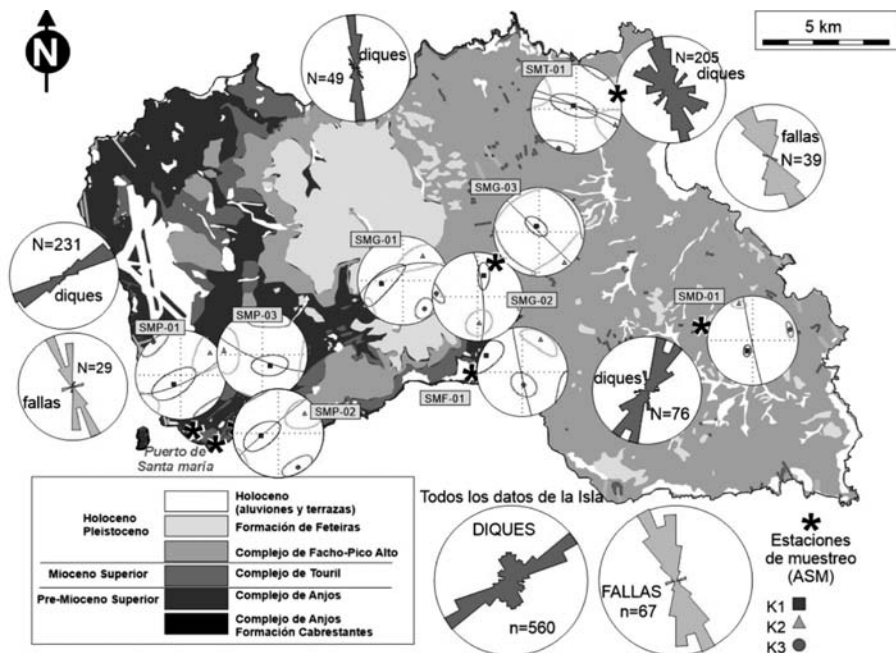 N
5 km
diques
N=49
SMT-01
N=205
diques
fallas
N=39
SMG-03
SMG-01
N=231
diques
SMG-02
SMD-01
SMP-01
SMP-03
N=29
fallas
diques
N=76
SMF-01
SMP-02
Puerto de
Santa maría
Holoceno
Pleistoceno
Holoceno
(aluviones y terrazas)
Formación de Feteiras
Complejo de Facho-Pico Alto
Mioceno Superior
Complejo de Touril
Pre-Mioceno Superior
Complejo de Anjos
Complejo de Anjos
Formación Cabrestantes
Todos los datos de la Isla
DIQUES
n=560
FALLAS
n=67
*
Estaciones
de muestreo
(ASM)
K1
K2
K3